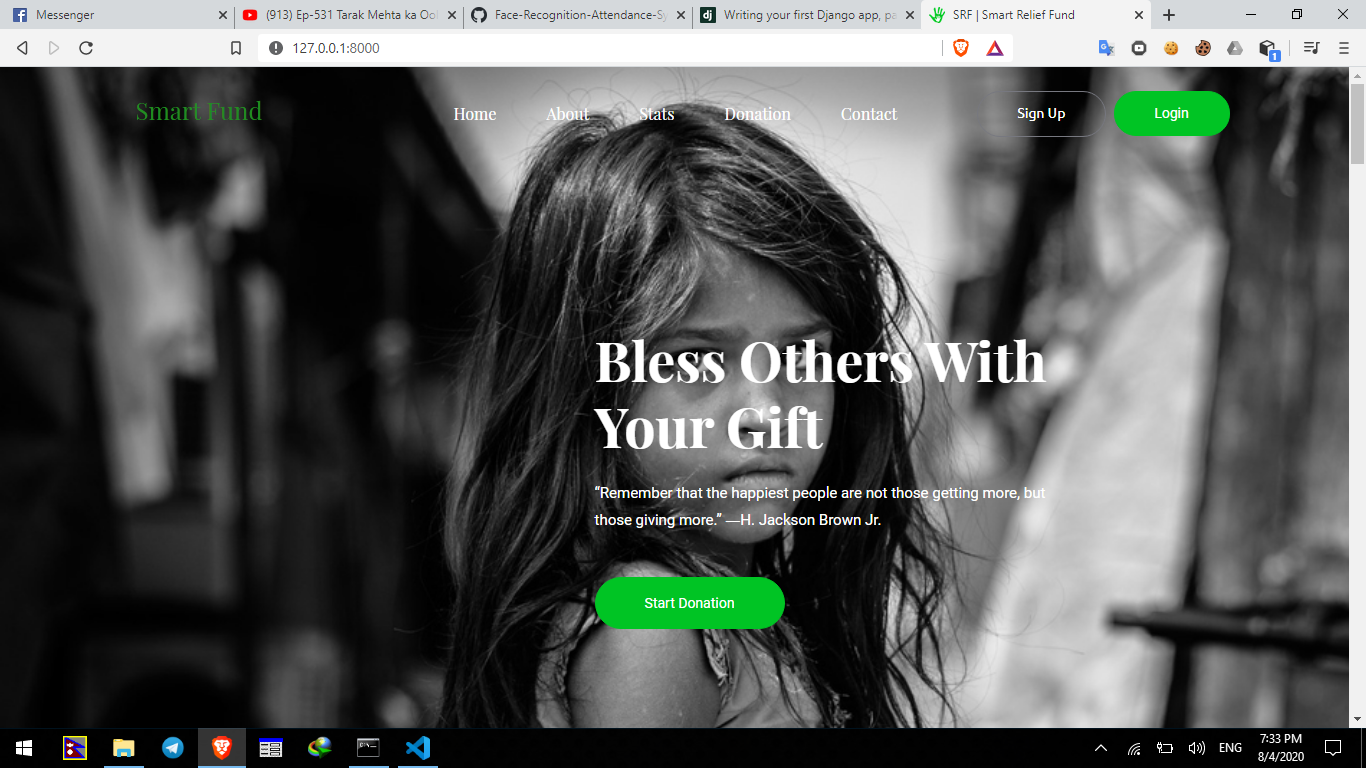 Messenger
(913) Ep-531 Tarak Mehta ka Oo
Face-Recognition-Attendance-Sy
Writing your first Django app, pa
SRF | Smart Relief Fund
127.0.0.1:8000
1
Smart Fund
Home
About
Stats
Donation
Contact
Sign Up
Login
Bless Others With
Your Gift
“Remember that the happiest people are not those getting more, but
those giving more.” ―H. Jackson Brown Jr.
Start Donation
ENG
7:33 PM
8/4/2020